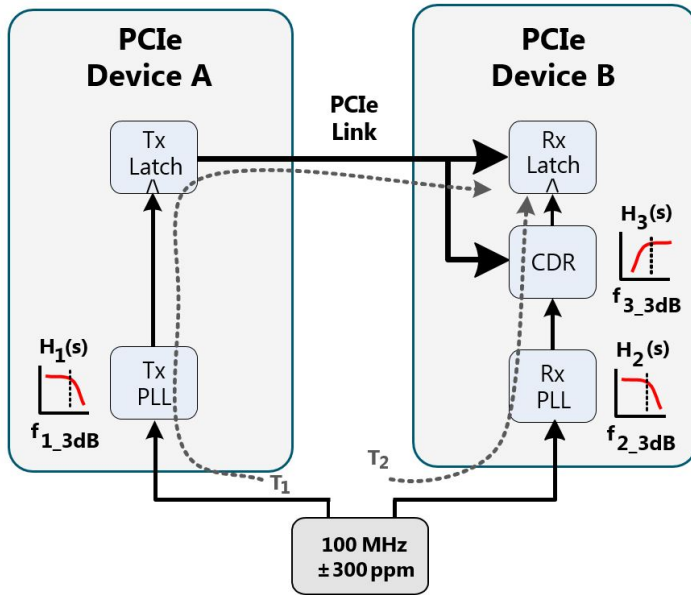 PCIe
Device A
PCIe
Device B
PCIe
Link
Tx
Latch
Rx
Latch
H3(s)
CDR
f3_3dB
H1(s)
Tx
PLL
f1_3dB
H2(s)
Rx
PLL
f2_3dB
T1
T2
100 MHz
±300 ppm